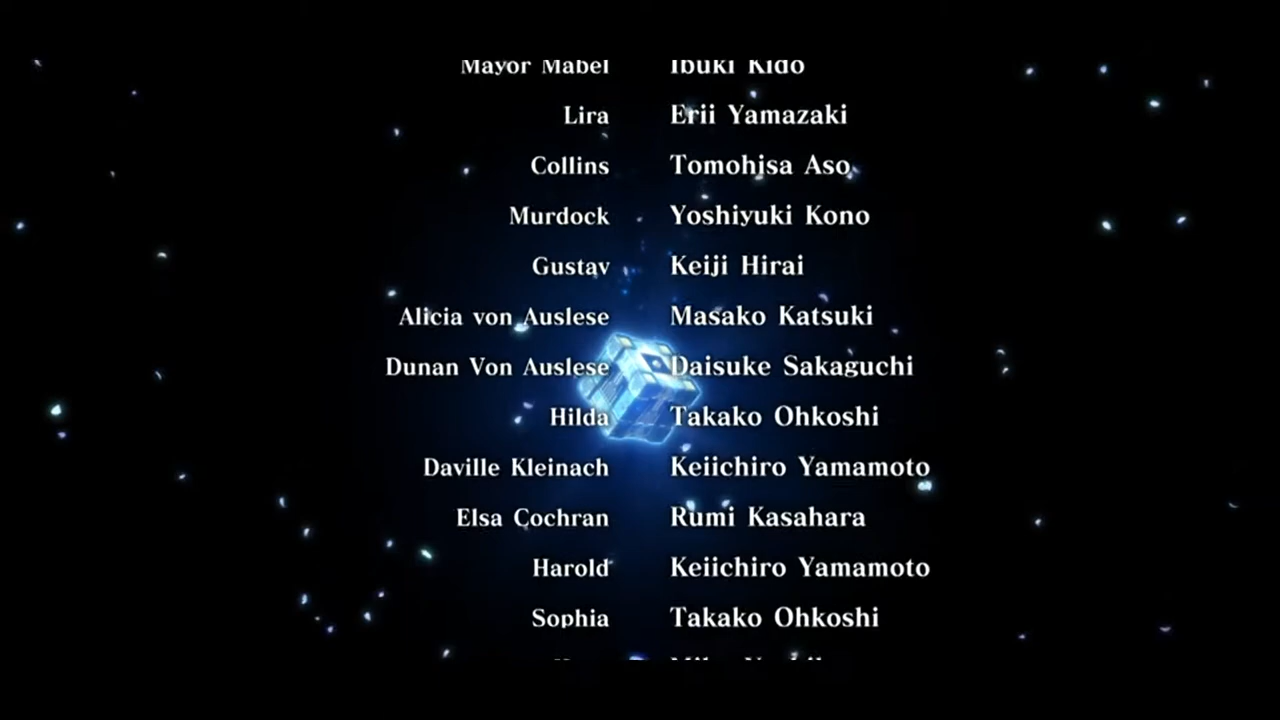 Mayor Mabel Ibuki Kido
Lira Erii Yamazaki
Collins Tomohisa Aso
Murdock Yoshiyuki Kono
Gustav Keiji Hirai
Alicia von Auslese Masako Katsuki
Dunan Von Auslese Daisuke Sakaguchi
Hilda Takako Ohkoshi
Daville Kleinach Keiichiro Yamamoto
Elsa Cochran Rumi Kasahara
Harold Keiichiro Yamamoto
Sophia Takako Ohkoshi